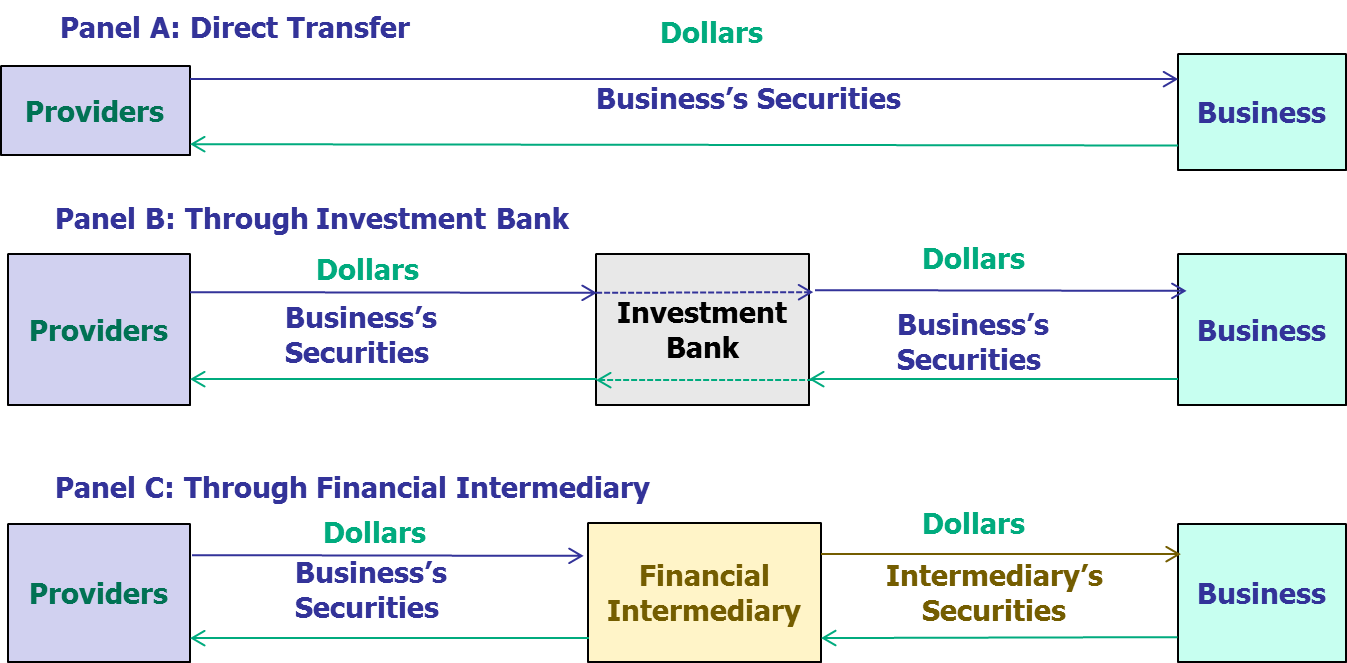 Panel A: Direct Transfer
Dollars
Providers
Business's Securities
Business
Panel B: Through Investment Bank
Dollars
Dollars
Providers
Business's
Securities
Investment
Bank
Business's
Securities
Business
Panel C: Through Financial Intermediary
Dollars
Dollars
Providers
Business's
Securities
Financial
Intermediary
Intermediary's
Securities
Business